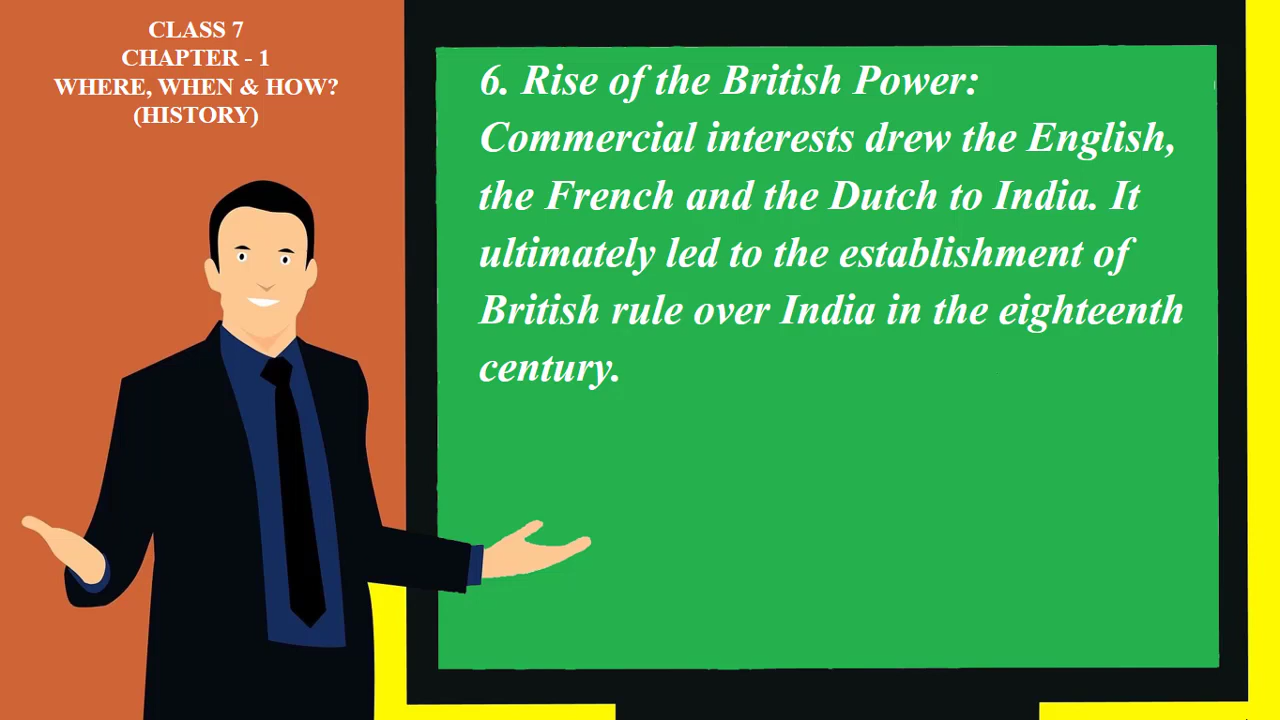 CLASS 7
CHAPTER - 1
WHERE, WHEN & HOW?
(HISTORY)
6. Rise of the British Power:
Commercial interests drew the English,
the French and the Dutch to India. It
ultimately led to the establishment of
British rule over India in the eighteenth
century.